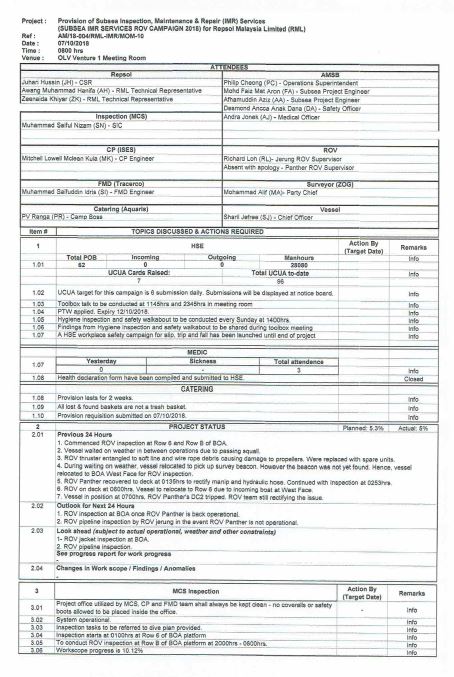 Project : Provision of Subsea Inspection, Maintenance & Repair (IMR) Services
(SUBSEA IMR SERVICES ROV CAMPAIGN 2018) for Repsol Malaysia Limited (RML)
Ref : AM/18-004/RML-IMR/MOM-10
Date : 07/10/2018
Time : 0800 hrs
Venue : OLV Venture 1 Meeting Room
ATTENDEES
Repsol AMSB
Juhari Hussin (JH) - CSR Philip Cheong (PC) - Operations Superintendent
Awang Muhammad Hanifa (AH) - RML Technical Representative Mohd Faiz Mat Aron (FA) - Subsea Project Engineer
Zeenaida Khiyar (ZK) - RML Technical Representative Afhamuddin Aziz (AA) - Subsea Project Engineer
Desmond Ancca Anak Dana (DA) - Safety Officer
Inspection (MCS) Andra Jonek (AJ) - Medical Officer
Muhammad Saiful Nizam (SN) - SIC
CP (ISES) ROV
Mitchell Lowell Mclean Kula (MK) - CP Engineer Richard Loh (RL)- Jerung ROV Supervisor
Absent with apology - Panther ROV Supervisor
FMD (Tracerco) Surveyor (ZOG)
Muhammad Saifuddin Idris (SI) - FMD Engineer Mohammad Alif (MA)- Party Chief
Catering (Aquaris) Vessel
PV Ranga (PR) - Camp Boss Sharil Jefree (SJ) - Chief Officer
Item # TOPICS DISCUSSED & ACTIONS REQUIRED
1 HSE Action By (Target Date) Remarks
Total POB Incoming Outgoing Manhours Info
1.01 62 0 0 28080
UCUA Cards Raised: Total UCUA to-date Info
7 96
1.02 UCUA target for this campaign is 6 submission daily. Submissions will be displayed at notice board. Info
1.03 Toolbox talk to be conducted at 1145hrs and 2345hrs in meeting room Info
1.04 PTW applied. Expiry 12/10/2018. Info
1.05 Hygiene inspection and safety walkabout to be conducted every Sunday at 1400hrs. Info
1.06 Findings from Hygiene inspection and safety walkabout to be shared during toolbox meeting Info
1.07 A HSE workplace safety campaign for slip, trip and fall has been launched until end of project Info
MEDIC
1.07 Yesterday Sickness Total attendence
0 - 3 Info
1.08 Health declaration form have been compiled and submitted to HSE. Closed
CATERING
1.08 Provision lasts for 2 weeks. Info
1.09 All lost & found baskets are not a trash basket. Info
1.10 Provision requisition submitted on 07/10/2018. Info
2 PROJECT STATUS Planned: 5.3% Actual: 5%
2.01 Previous 24 Hours
1. Commenced ROV inspection at Row 6 and Row B of BOA.
2. Vessel waited on weather in between operations due to passing squall.
3. ROV thruster entangled to soft line and wire rope debris causing damage to propellers. Were replaced with spare units.
4. During waiting on weather, vessel relocated to pick up survey beacon. However the beacon was not yet found. Hence, vessel
relocated to BOA West Face for ROV inspection.
5. ROV Panther recovered to deck at 0135hrs to rectify manip and hydraulic hose. Continued with inspection at 0253hrs.
6. ROV on deck at 0600hrs. Vessel to relocate to Row 6 due to incoming boat at West Face.
7. Vessel in position at 0700hrs, ROV Panther's DC2 tripped. ROV team still rectifying the issue.
2.02 Outlook for Next 24 Hours
1. ROV inspection at BOA once ROV Panther is back operational.
2. ROV pipeline inspection by ROV jerung in the event ROV Panther is not operational.
2.03 Look ahead (subject to actual operational, weather and other constraints)
1- ROV jacket inspection at BOA.
2. ROV pipeline inspection.
See progress report for work progress
2.04 Changes in Work scope / Findings / Anomalies
-
3 MCS Inspection Action By (Target Date) Remarks
3.01 Project office utilized by MCS, CP and FMD team shall always be kept clean - no coveralls or safety - Info
boots allowed to be placed inside the office.
3.02 System operational. Info
3.03 Inspection tasks to be referred to dive plan provided. Info
3.04 Inspection starts at 0100hrs at Row 6 of BOA platform Info
3.05 To conduct ROV inspection at Row B of BOA platform at 2000hrs - 0600hrs. Info
3.06 Workscope progress is 10.12% Info